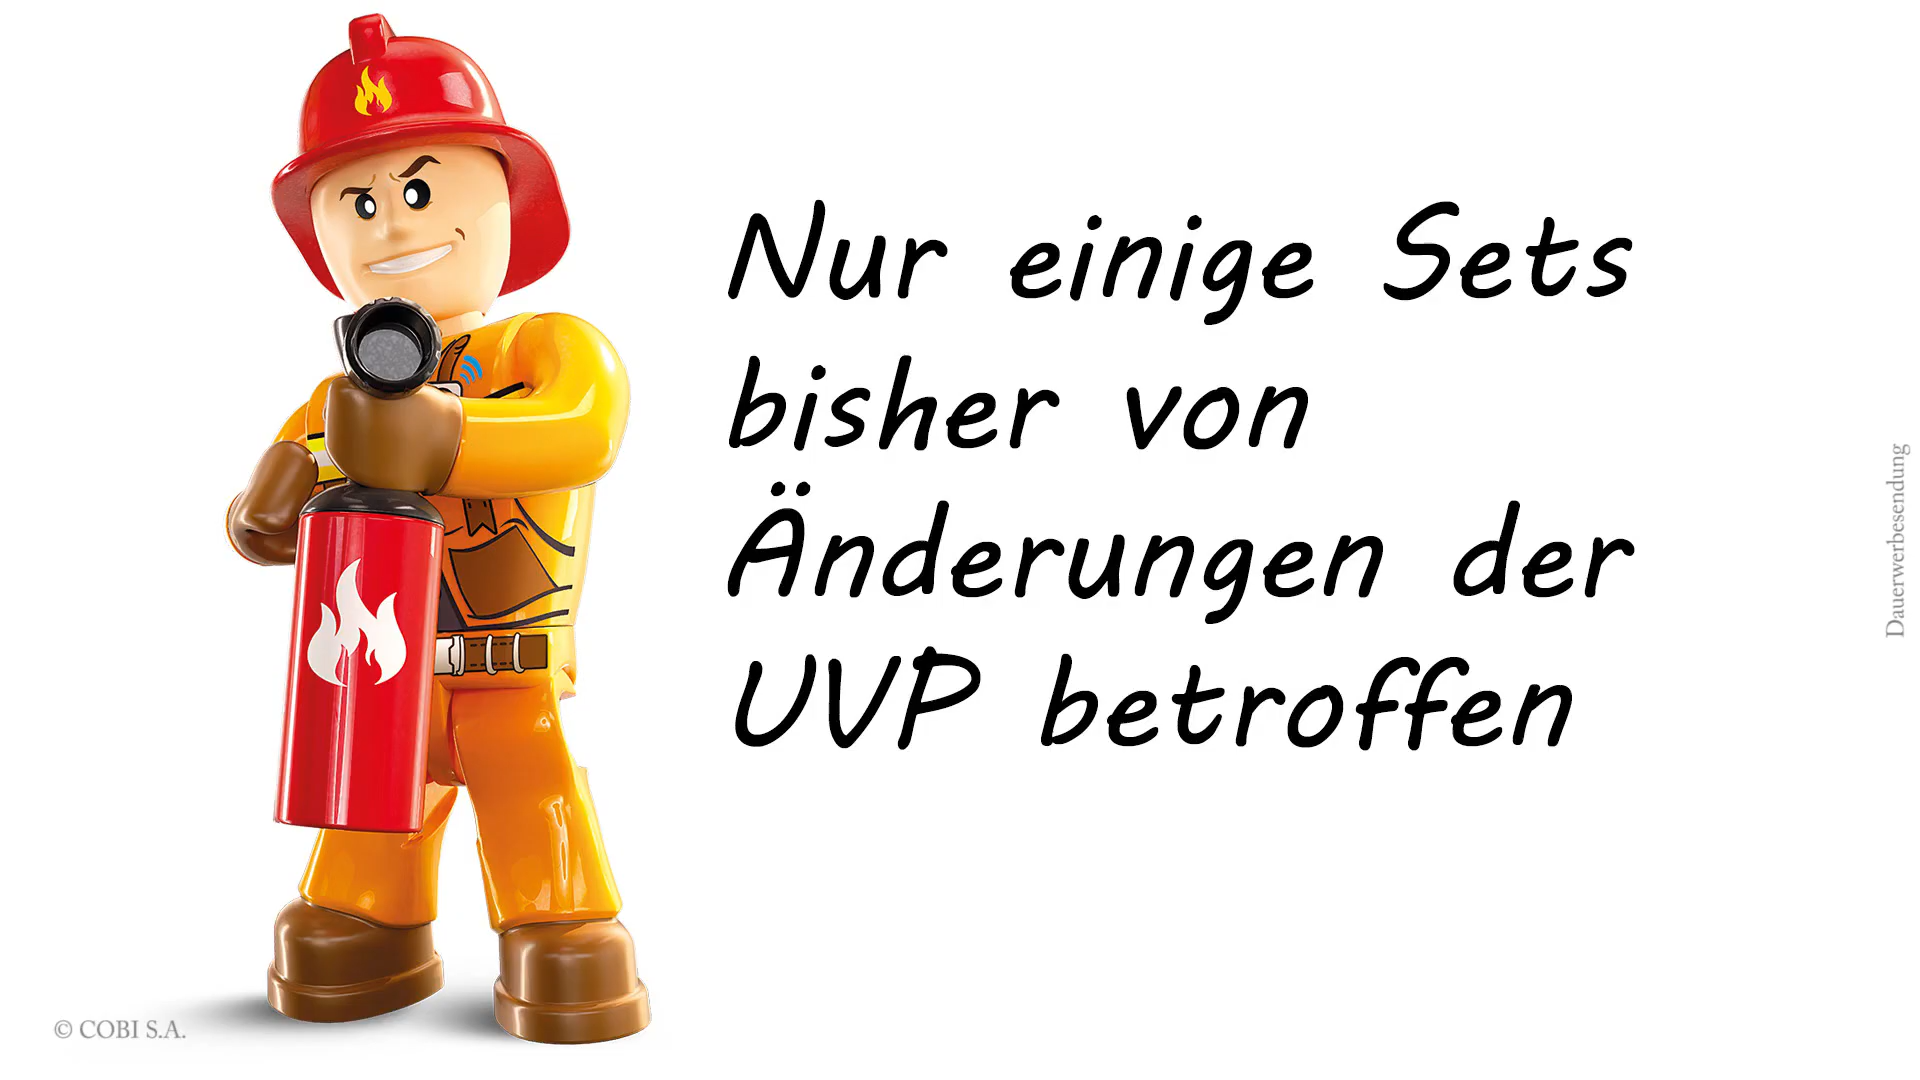 Nur einige Sets
bisher von
Änderungen der
UVP betroffen
Dauerwerbesendung
© COBI S.A.